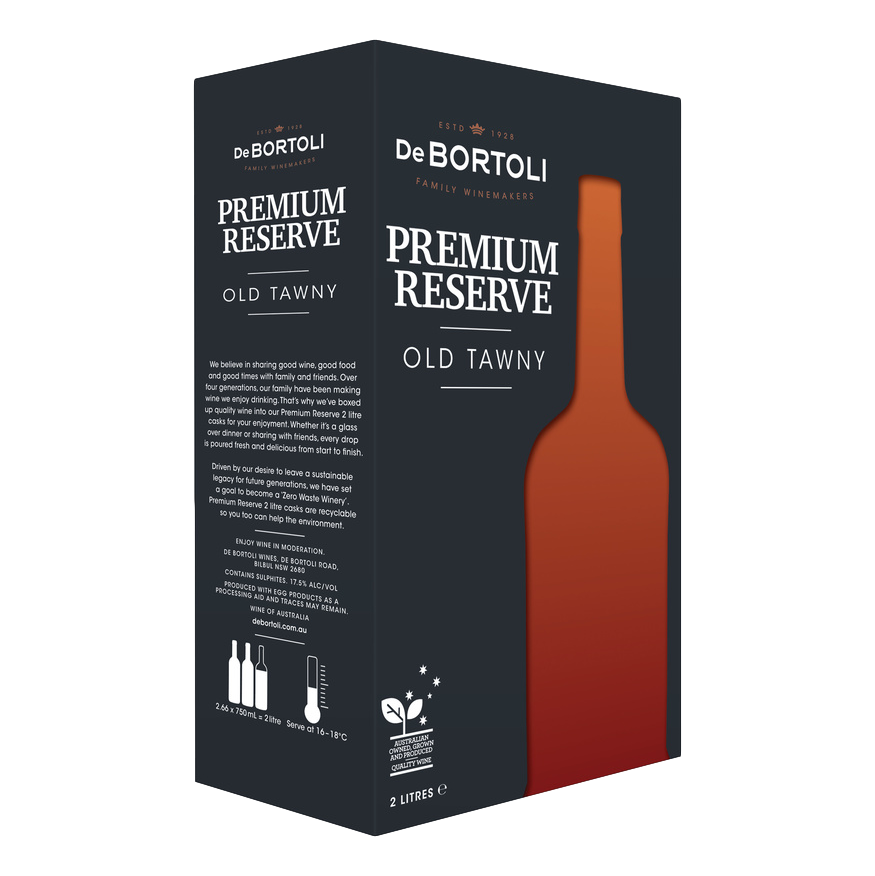 ESTD 1928
De BORTOLI
FAMILY WINEMAKERS
PREMIUM
RESERVE
OLD TAWNY
We believe in sharing good wine, good food
and good times with family and friends. Over
four generations, our family have been making
wine we enjoy drinking. That's why we've boxed
up quality wine into our Premium Reserve 2 litre
casks for your enjoyment. Whether it's a glass
over dinner or sharing with friends, every drop
is poured fresh and delicious from start to finish.
Driven by our desire to leave a sustainable
legacy for future generations, we have set
a goal to become a 'Zero Waste Winery'.
Premium Reserve 2 litre casks are recyclable
so you too can help the environment.
ENJOY WINE IN MODERATION.
DE BORTOLI WINES, DE BORTOLI ROAD,
BILBUL NSW 2680
CONTAINS SULPHITES. 17.5% ALC/VOL
PRODUCED WITH EGG PRODUCTS AS A
PROCESSING AID AND TRACES MAY REMAIN.
WINE OF AUSTRALIA
debortoli.com.au
2.66 x 750mL = 2litre
Serve at 16–18°C
ESTD 1928
De BORTOLI
FAMILY WINEMAKERS
PREMIUM
RESERVE
OLD TAWNY
AUSTRALIAN
OWNED, GROWN
AND PRODUCED
QUALITY WINE
2 LITRES ℮